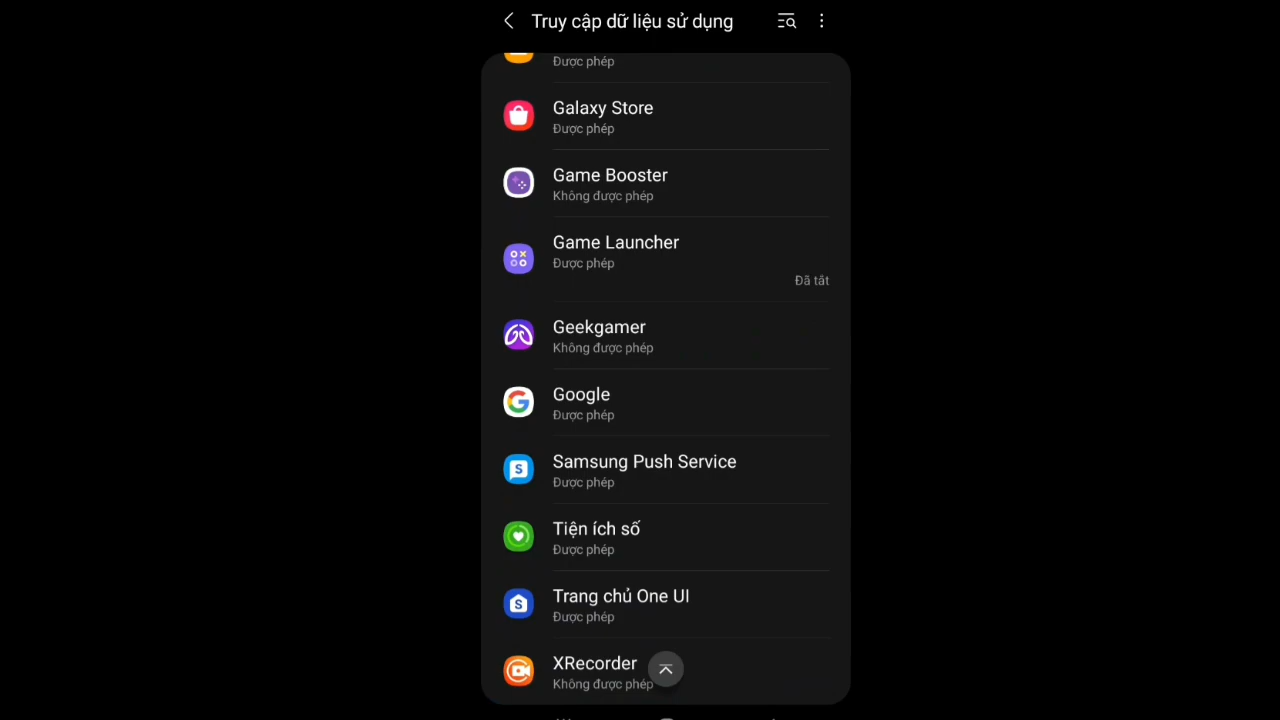 Truy cập dữ liệu sử dụng
Được phép
Galaxy Store
Được phép
Game Booster
Không được phép
Game Launcher
Được phép
Đã tắt
Geekgamer
Không được phép
Google
Được phép
Samsung Push Service
Được phép
Tiện ích số
Được phép
Trang chủ One UI
Được phép
XRecorder
Không được phép